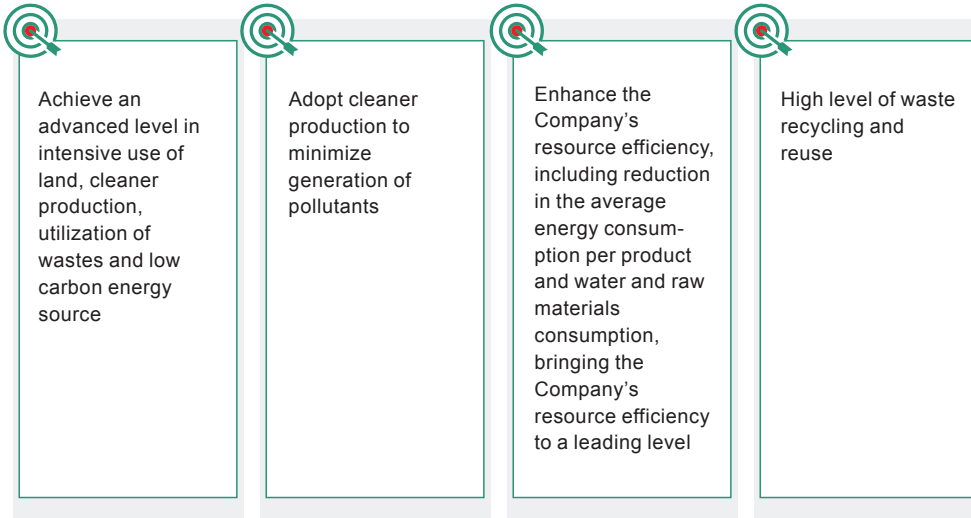 Achieve an
advanced level in
intensive use of
land, cleaner
production,
utilization of
wastes and low
carbon energy
source
Adopt cleaner
production to
minimize
generation of
pollutants
Enhance the
Company’s
resource efficiency,
including reduction
in the average
energy consum-
ption per product
and water and raw
materials
consumption,
bringing the
Company’s
resource efficiency
to a leading level
High level of waste
recycling and
reuse